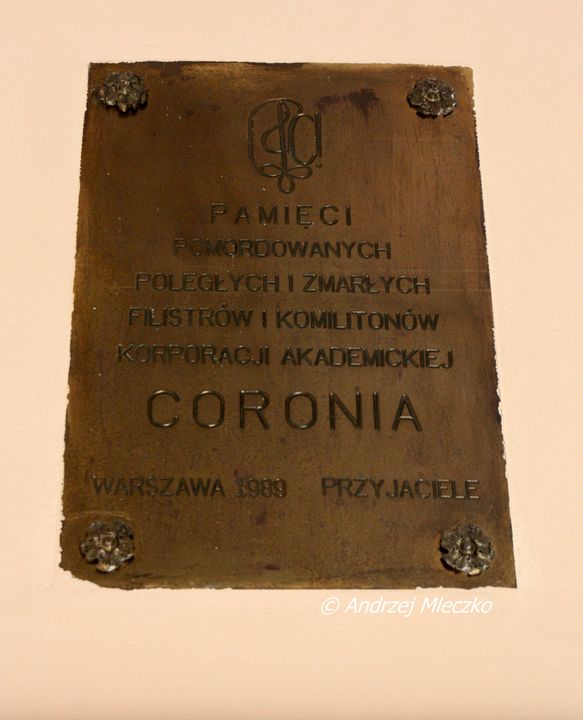 PAMIĘCI
POMORDOWANYCH
POLEGŁYCH I ZMARŁYCH
FILISTRÓW I KOMILITONÓW
KORPORACJI AKADEMICKIEJ
CORONIA
WARSZAWA 1989 PRZYJACIELE
© Andrzej Mleczko